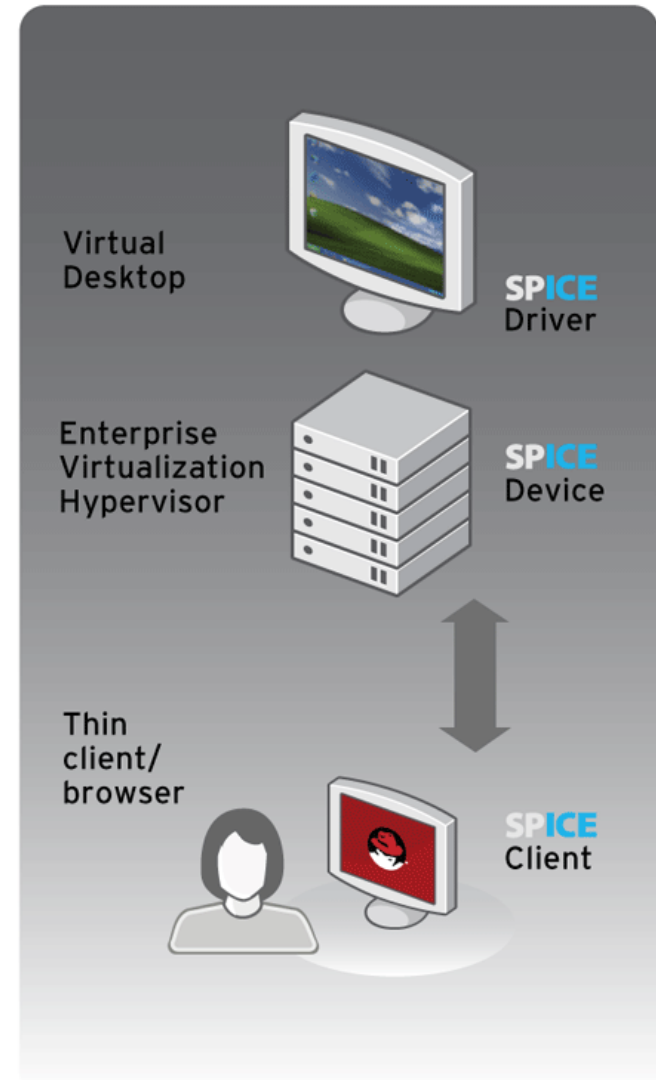 Virtual
Desktop
SPICE
Driver
Enterprise
Virtualization
Hypervisor
SPICE
Device
Thin
client/
browser
SPICE
Client